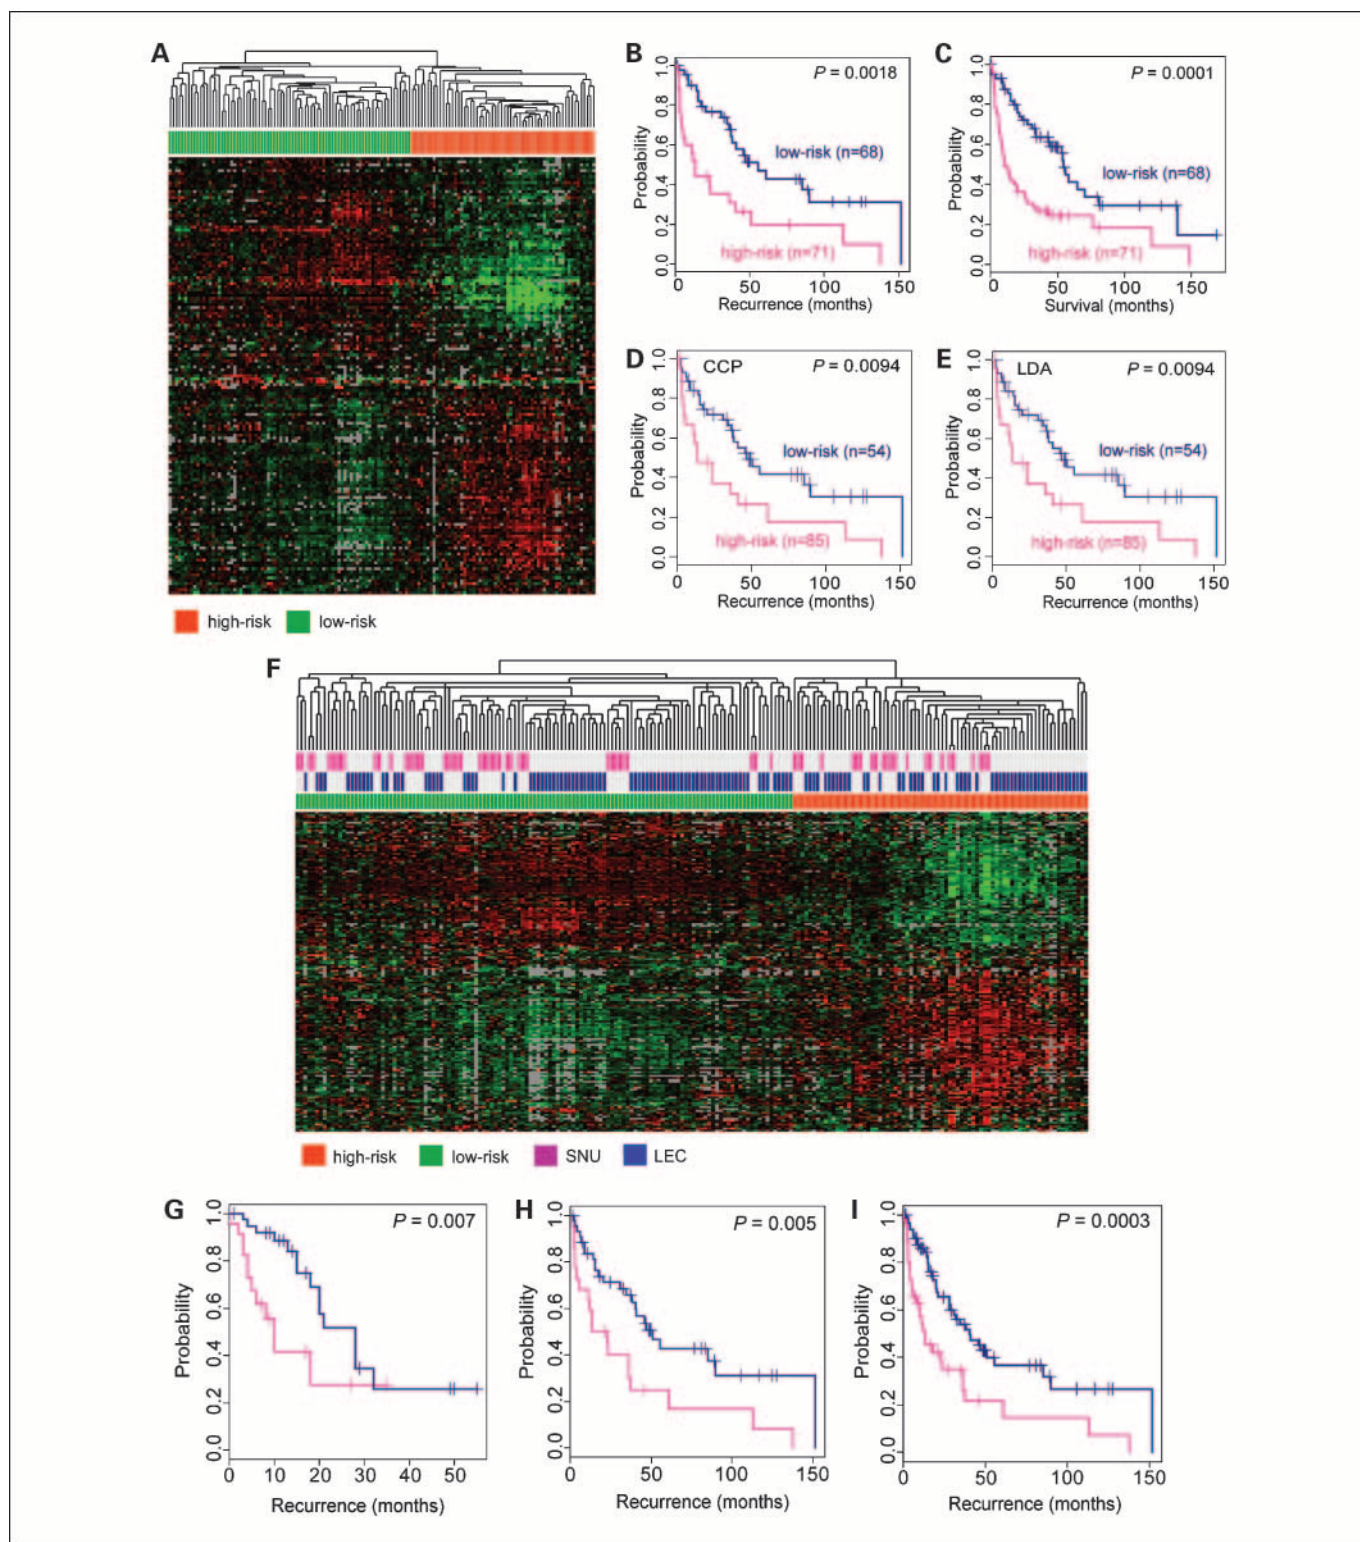 A
high-risk low-risk
B
P = 0.0018
low-risk (n=68)
high-risk (n=71)
Probability
0.0 0.2 0.4 0.6 0.8 1.0
0 50 100 150
Recurrence (months)
C
P = 0.0001
low-risk (n=68)
high-risk (n=71)
Probability
0.0 0.2 0.4 0.6 0.8 1.0
0 50 100 150
Survival (months)
D
CCP
P = 0.0094
low-risk (n=54)
high-risk (n=85)
Probability
0.0 0.2 0.4 0.6 0.8 1.0
0 50 100 150
Recurrence (months)
E
LDA
P = 0.0094
low-risk (n=54)
high-risk (n=85)
Probability
0.0 0.2 0.4 0.6 0.8 1.0
0 50 100 150
Recurrence (months)
F
high-risk low-risk SNU LEC
G
P = 0.007
Probability
0.0 0.2 0.4 0.6 0.8 1.0
0 10 20 30 40 50
Recurrence (months)
H
P = 0.005
Probability
0.0 0.2 0.4 0.6 0.8 1.0
0 50 100 150
Recurrence (months)
I
P = 0.0003
Probability
0.0 0.2 0.4 0.6 0.8 1.0
0 50 100 150
Recurrence (months)